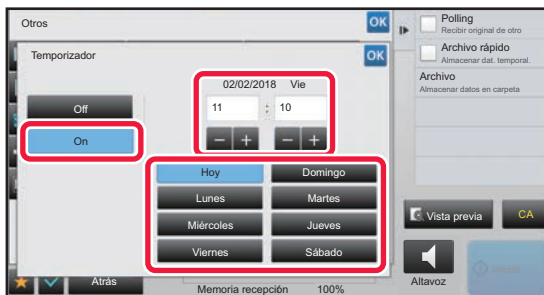 Otros
OK
Temporizador
OK
02/02/2018 Vie
11 : 10
Off
On
Hoy
Domingo
Lunes
Martes
Miércoles
Jueves
Viernes
Sábado
Atrás
Memoria recepción 100%
Polling
Recibir original de otro
Archivo rápido
Almacenar dat. temporal.
Archivo
Almacenar datos en carpeta
Vista previa
CA
Altavoz